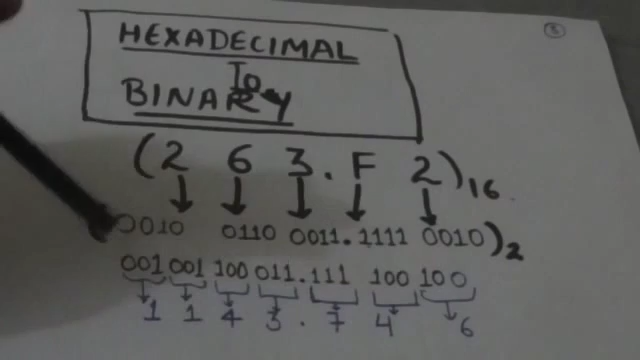 8
HEXADECIMAL
To
BINARY
(2 6 3. F 2)16
0010 0110 0011.1111 0010)2
001 001 100 011.111 100 100
1 1 4 3 . 7 4 6